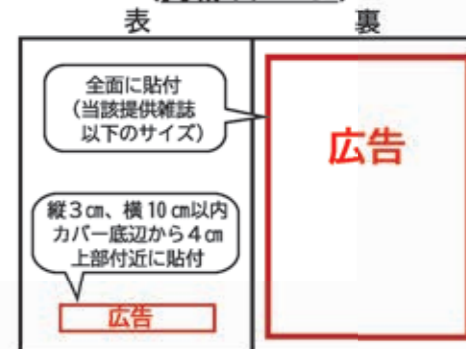 表
裏
全面に貼付
(当該提供雑誌
以下のサイズ)
広告
縦3㎝、横10㎝以内
カバー底辺から4㎝
上部付近に貼付
広告